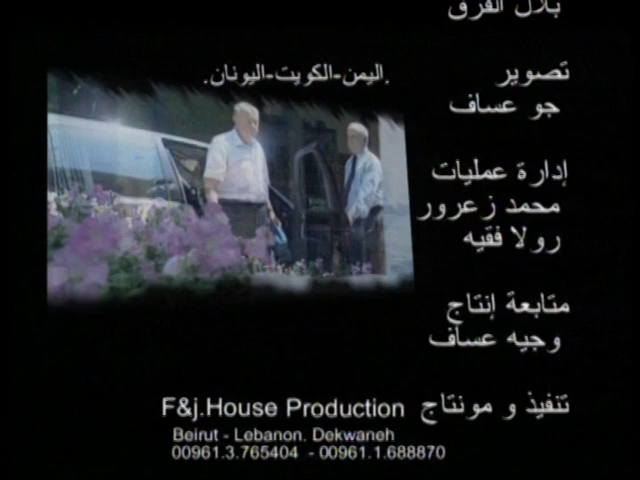 بلال الفرق
.اليمن-الكويت-اليونان.
تصوير
جو عساف
إدارة عمليات
محمد زعرور
رولا فقيه
متابعة إنتاج
وجيه عساف
تنفيذ و مونتاج F&j.House Production
Beirut - Lebanon. Dekwaneh
00961.3.765404 - 00961.1.688870